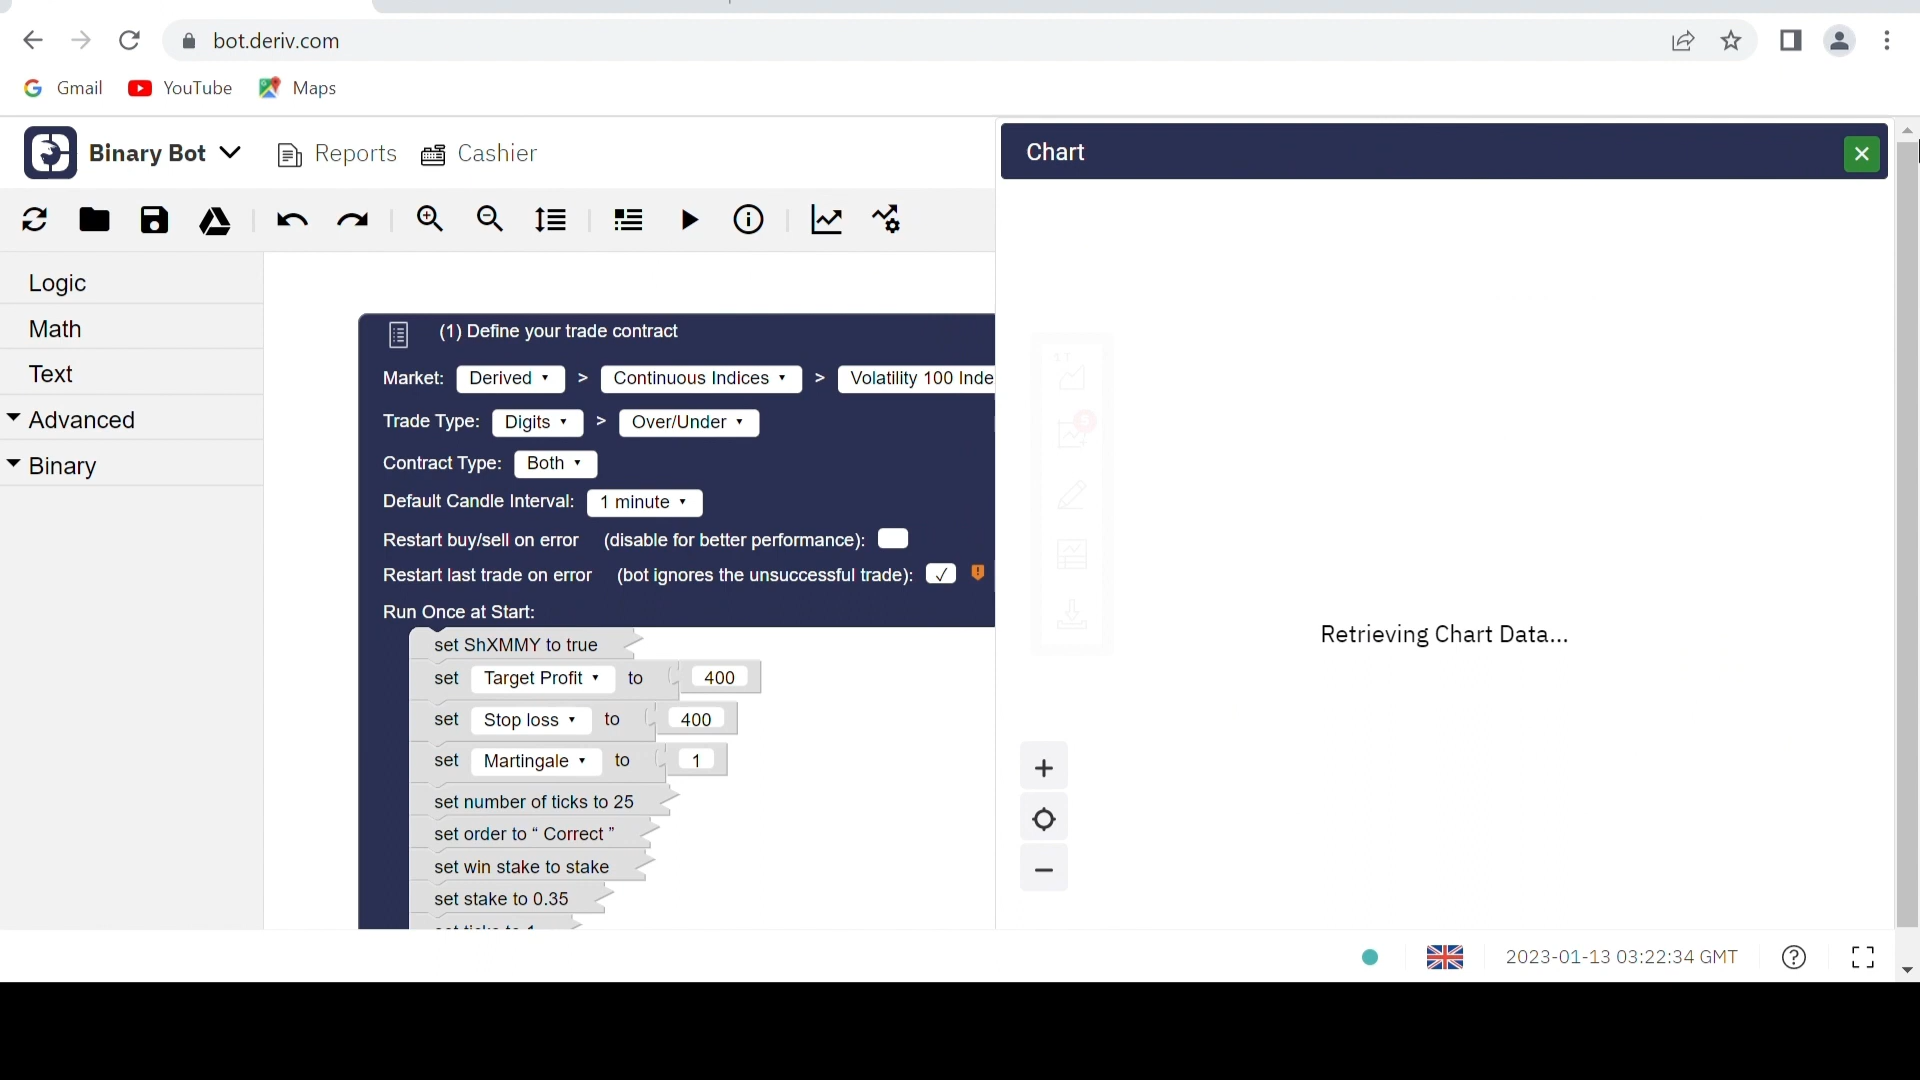 bot.deriv.com
Gmail YouTube Maps
Binary Bot Reports Cashier
Chart
Logic
Math
Text
Advanced
Binary
(1) Define your trade contract
Market: Derived > Continuous Indices > Volatility 100 Inde
Trade Type: Digits > Over/Under
Contract Type: Both
Default Candle Interval: 1 minute
Restart buy/sell on error (disable for better performance):
Restart last trade on error (bot ignores the unsuccessful trade):
Run Once at Start:
set ShXMMY to true
set Target Profit to 400
set Stop loss to 400
set Martingale to 1
set number of ticks to 25
set order to “ Correct ”
set win stake to stake
set stake to 0.35
1 T
Retrieving Chart Data...
2023-01-13 03:22:34 GMT